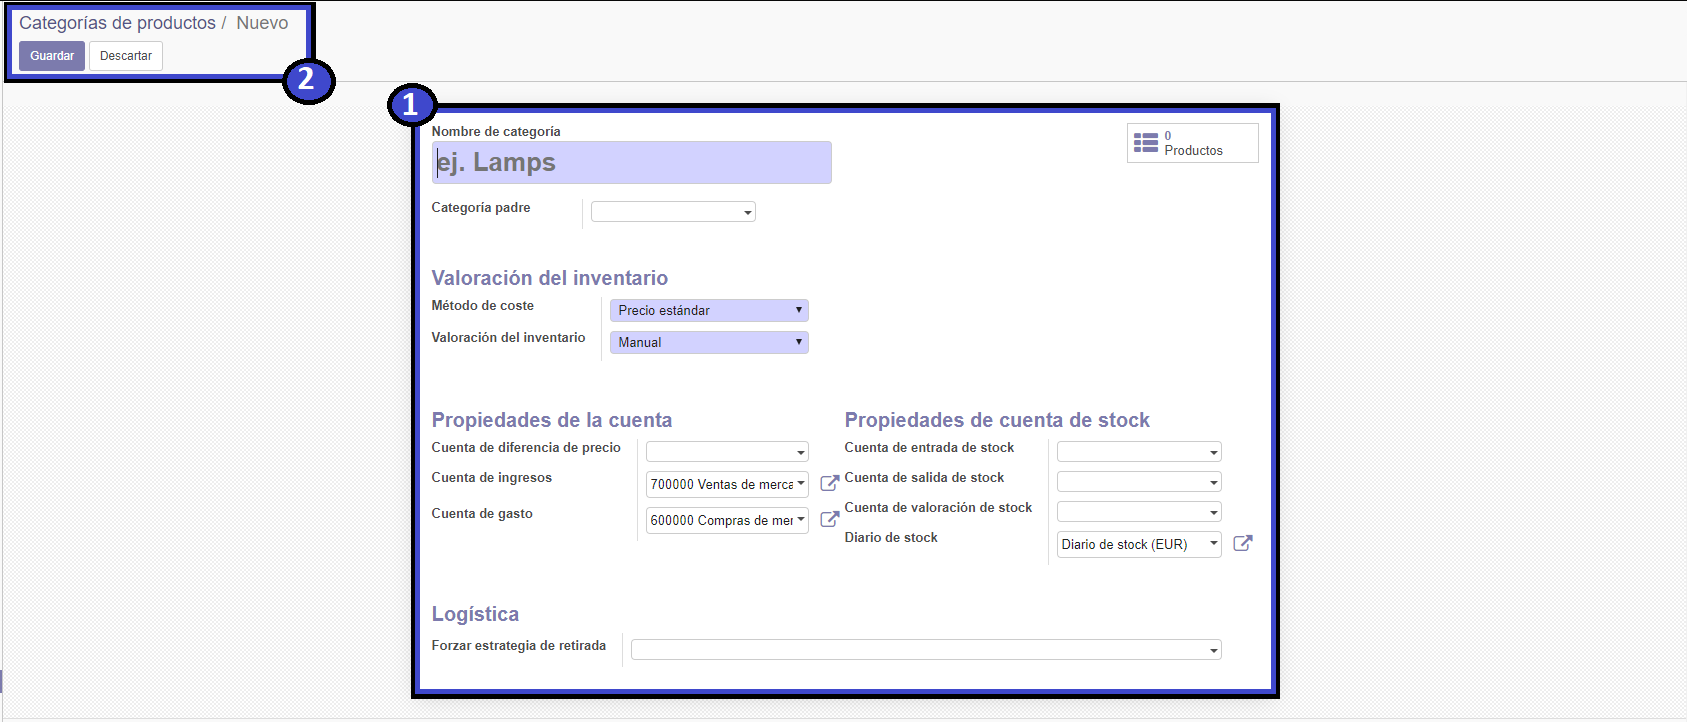 Categorías de productos / Nuevo
Guardar Descartar
2
1
Nombre de categoría
ej. Lamps
0
Productos
Categoría padre
Valoración del inventario
Método de coste Precio estándar
Valoración del inventario Manual
Propiedades de la cuenta
Cuenta de diferencia de precio
Cuenta de ingresos 700000 Ventas de merca
Cuenta de gasto 600000 Compras de mer
Propiedades de cuenta de stock
Cuenta de entrada de stock
Cuenta de salida de stock
Cuenta de valoración de stock
Diario de stock Diario de stock (EUR)
Logística
Forzar estrategia de retirada